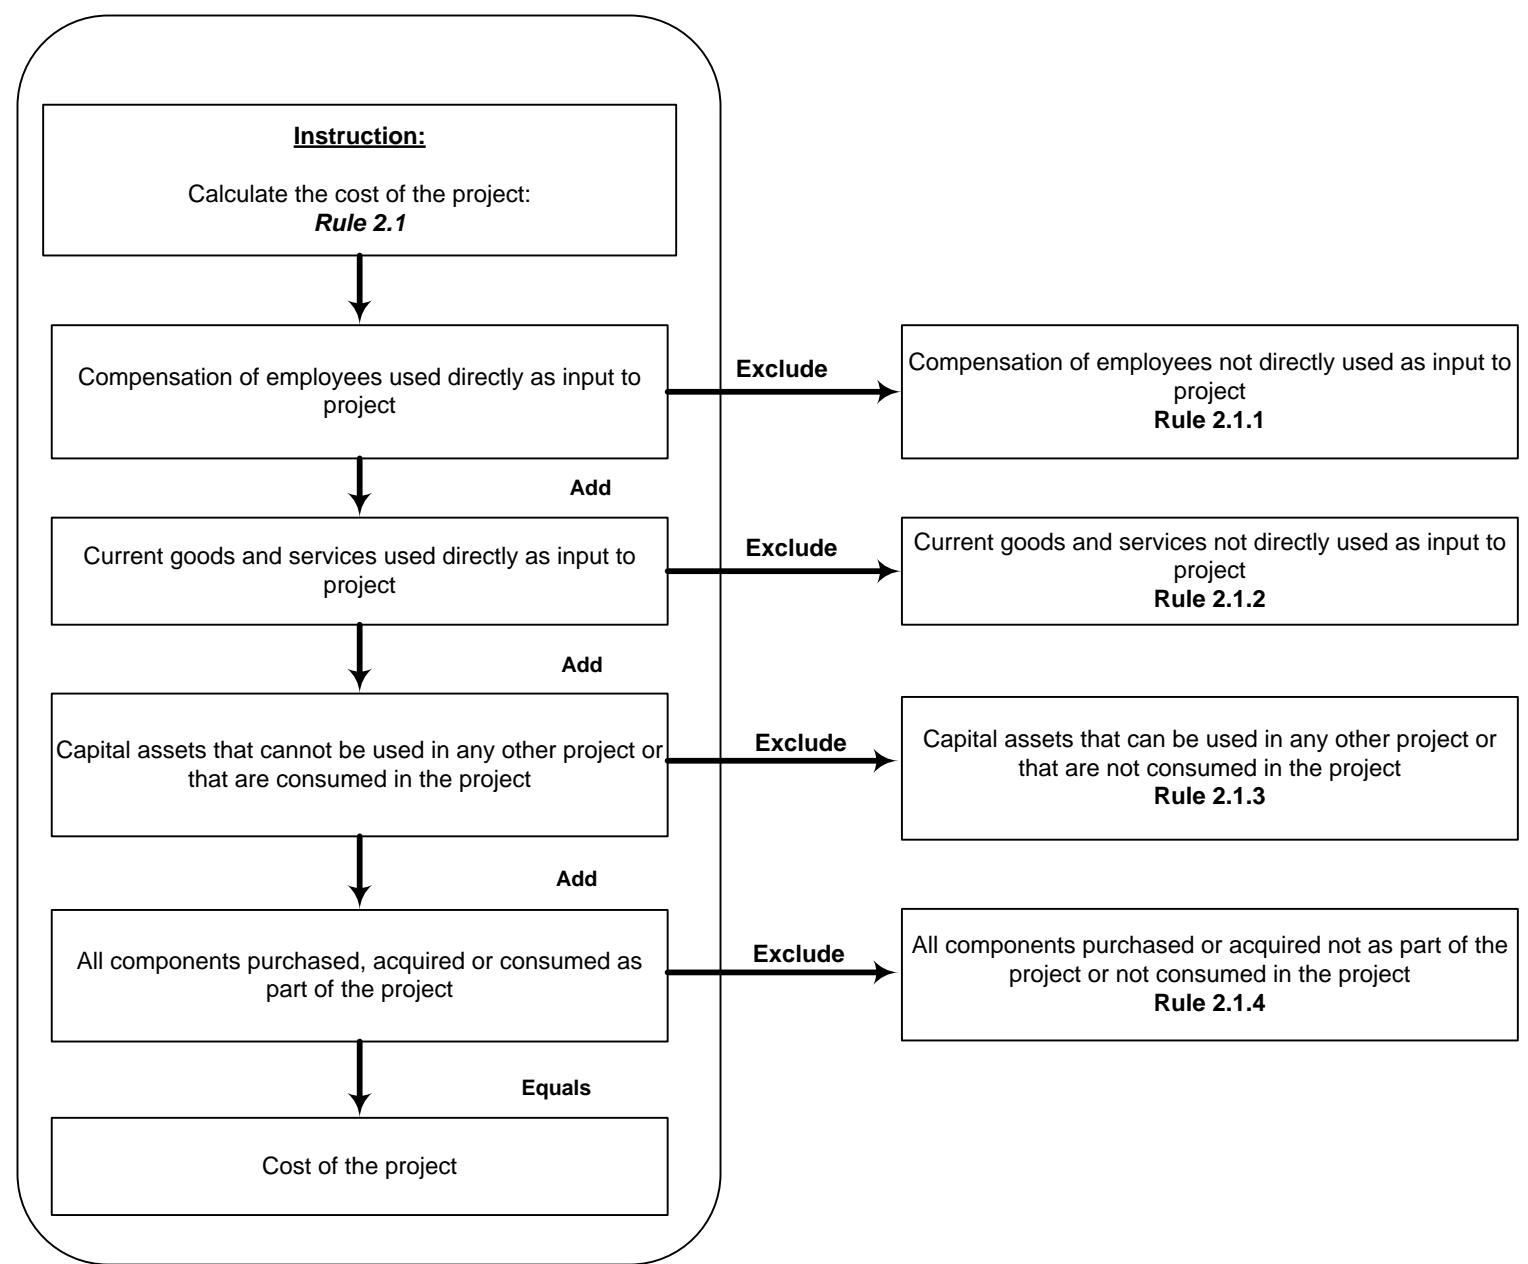 Instruction:
Calculate the cost of the project:
Rule 2.1
Compensation of employees used directly as input to
project
Exclude
Compensation of employees not directly used as input to
project
Rule 2.1.1
Add
Current goods and services used directly as input to
project
Exclude
Current goods and services not directly used as input to
project
Rule 2.1.2
Add
Capital assets that cannot be used in any other project or
that are consumed in the project
Exclude
Capital assets that can be used in any other project or
that are not consumed in the project
Rule 2.1.3
Add
All components purchased, acquired or consumed as
part of the project
Exclude
All components purchased or acquired not as part of the
project or not consumed in the project
Rule 2.1.4
Equals
Cost of the project